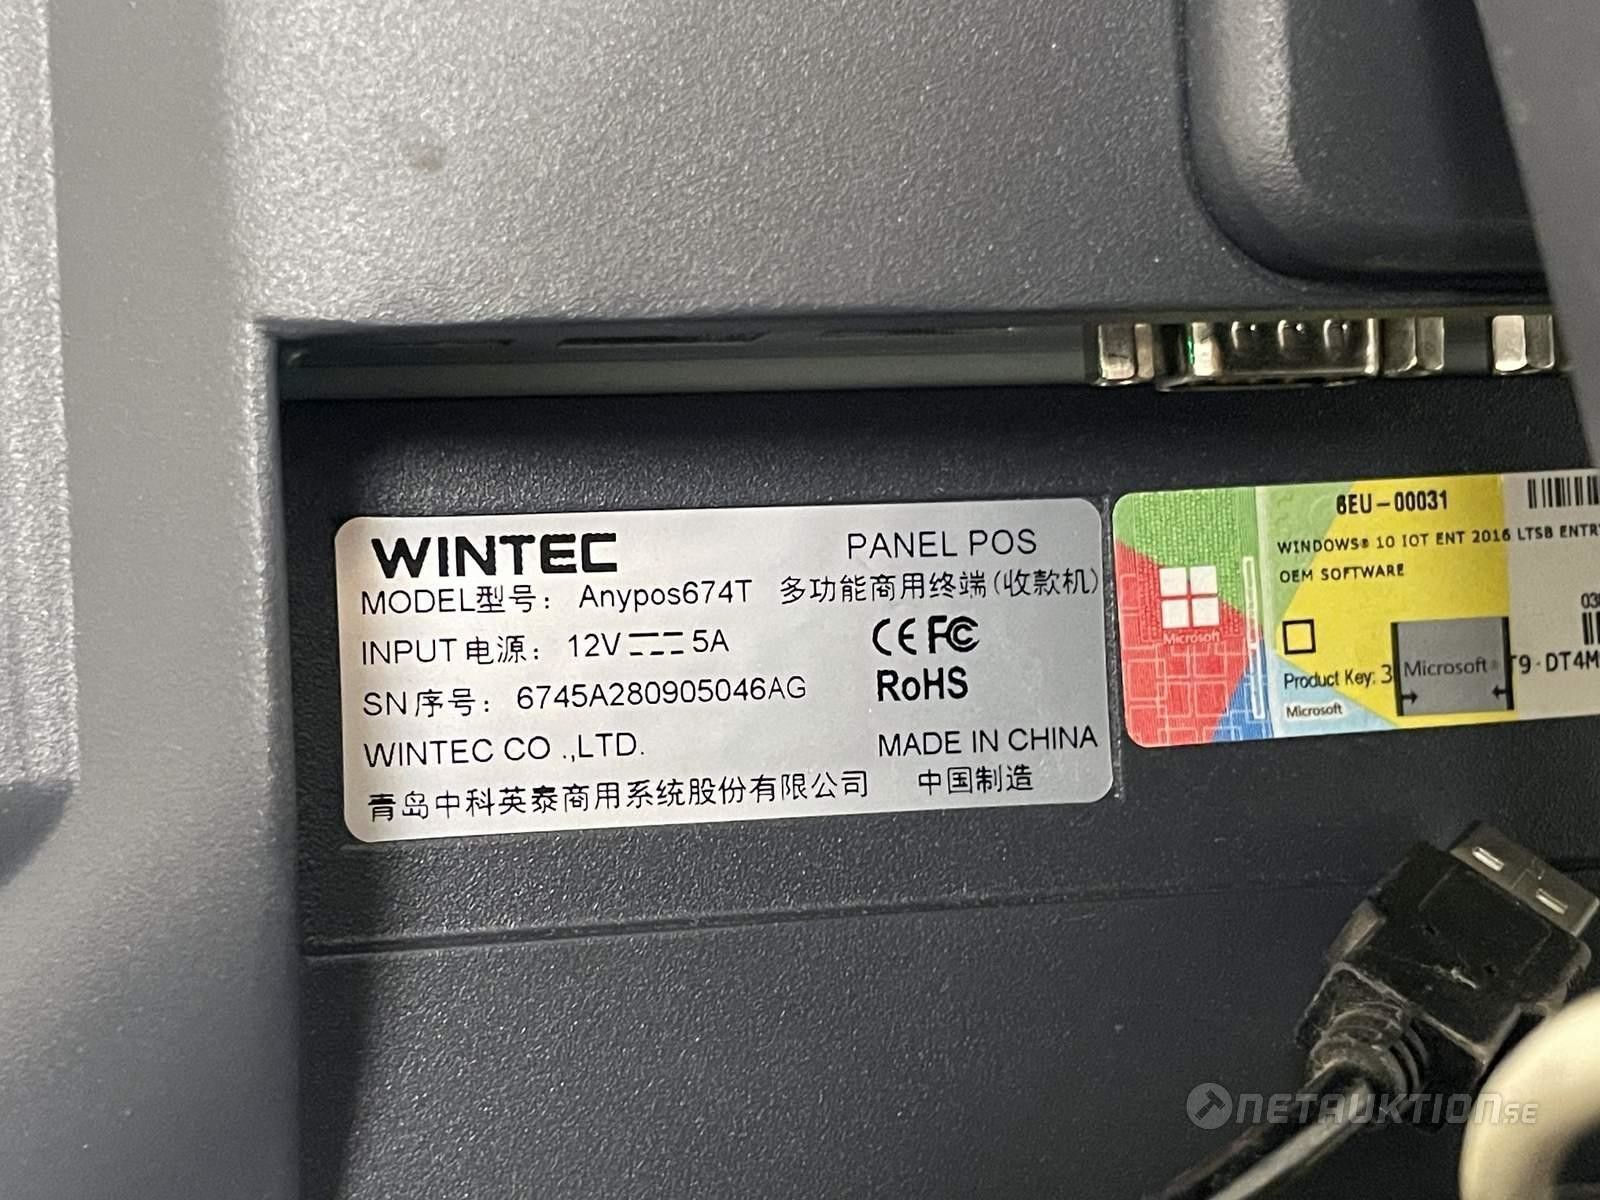 WINTEC PANEL POS
MODEL型号: Anypos674T 多功能商用终端(收款机)
INPUT电源: 12V 5A CE FC
SN序号: 6745A280905046AG RoHS
WINTEC CO .,LTD. MADE IN CHINA
青岛中科英泰商用系统股份有限公司 中国制造
6EU-00031
WINDOWS® 10 IOT ENT 2016 LTSB ENTR
OEM SOFTWARE
Microsoft
Product Key: 3 Microsoft® T9-DT4M
Microsoft
NETAUKTION.SE